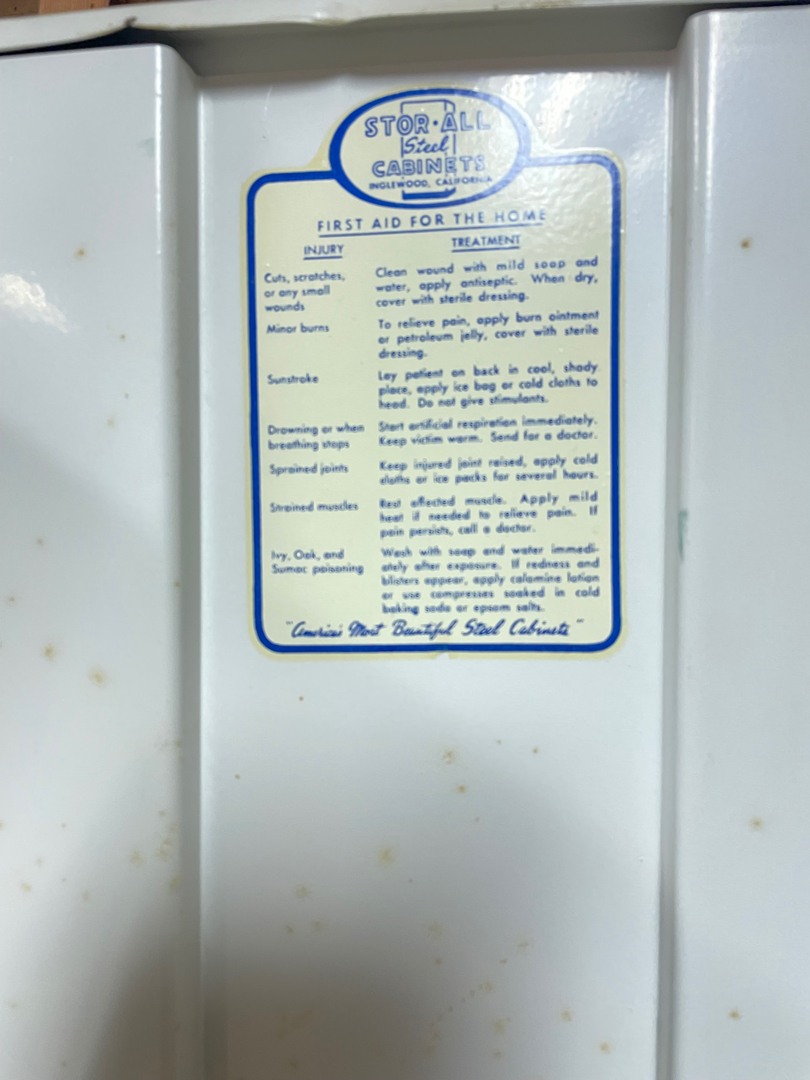 STOR·ALL
Steel
CABINETS
INGLEWOOD, CALIFORNIA
FIRST AID FOR THE HOME
INJURY TREATMENT
Cuts, scratches, or any small wounds
Clean wound with mild soap and
water, apply antiseptic. When dry,
cover with sterile dressing.
Minor burns
To relieve pain, apply burn ointment
or petroleum jelly, cover with sterile
dressing.
Sunstroke
Lay patient on back in cool, shady
place, apply ice bag or cold cloths to
head. Do not give stimulants.
Drowning or when
breathing stops
Start artificial respiration immediately.
Keep victim warm. Send for a doctor.
Sprained joints
Keep injured joint raised, apply cold
cloths or ice packs for several hours.
Strained muscles
Rest affected muscle. Apply mild
heat if needed to relieve pain. If
pain persists, call a doctor.
Ivy, Oak, and
Sumac poisoning
Wash with soap and water immedi-
ately after exposure. If redness and
blisters appear, apply calamine lotion
or use compresses soaked in cold
baking soda or epsom salts.
"America's Most Beautiful Steel Cabinets"